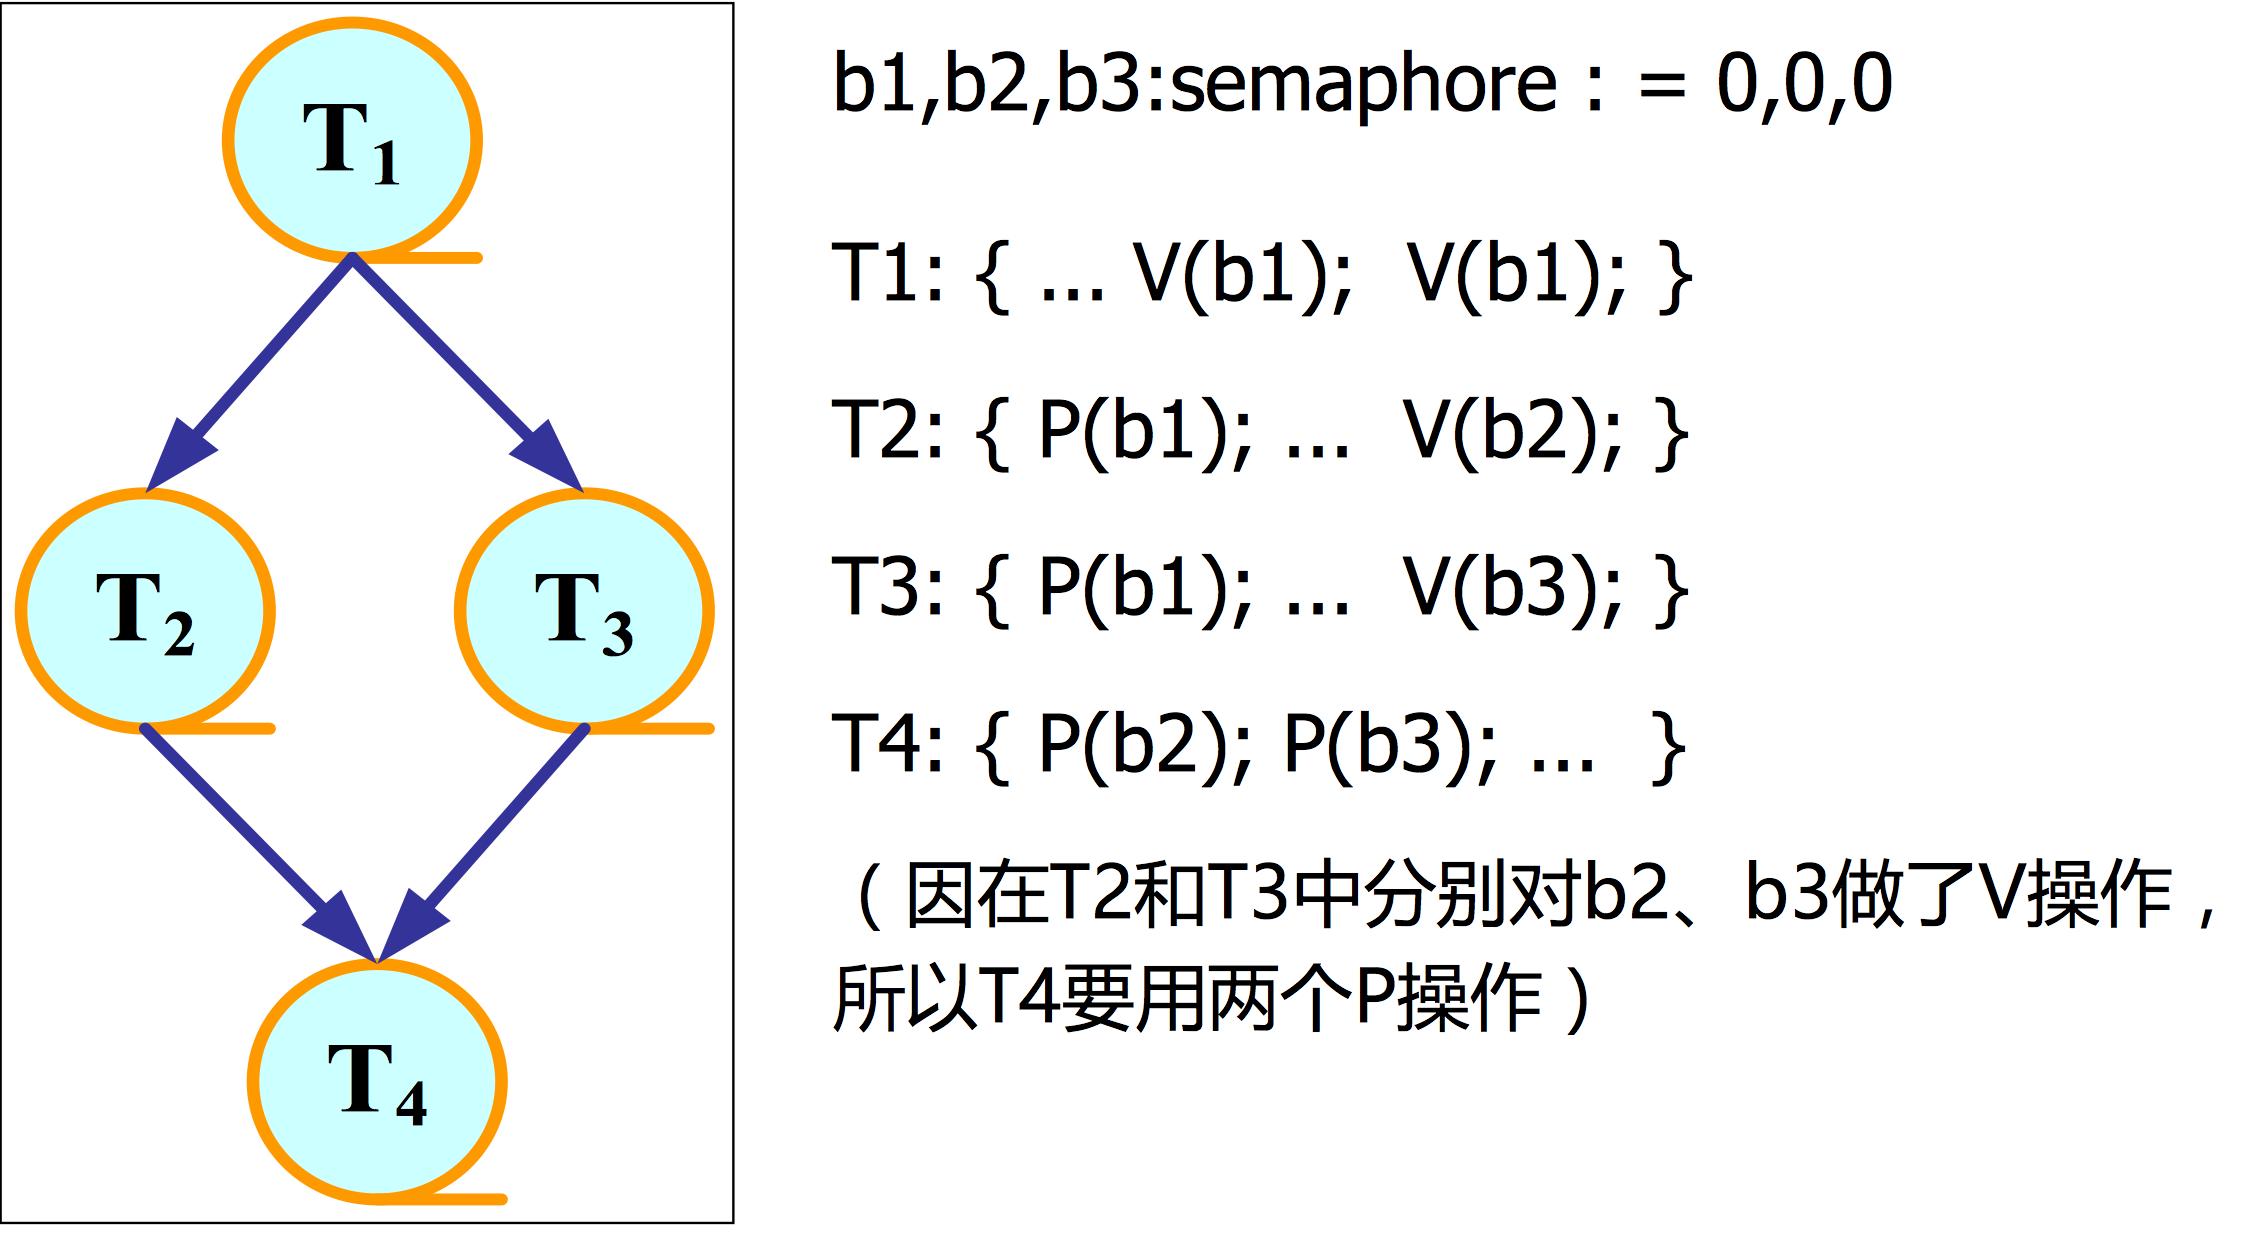 T1
T2
T3
T4
b1,b2,b3:semaphore : = 0,0,0
T1: { ... V(b1); V(b1); }
T2: { P(b1); ... V(b2); }
T3: { P(b1); ... V(b3); }
T4: { P(b2); P(b3); ... }
（因在T2和T3中分别对b2、b3做了V操作，
所以T4要用两个P操作）